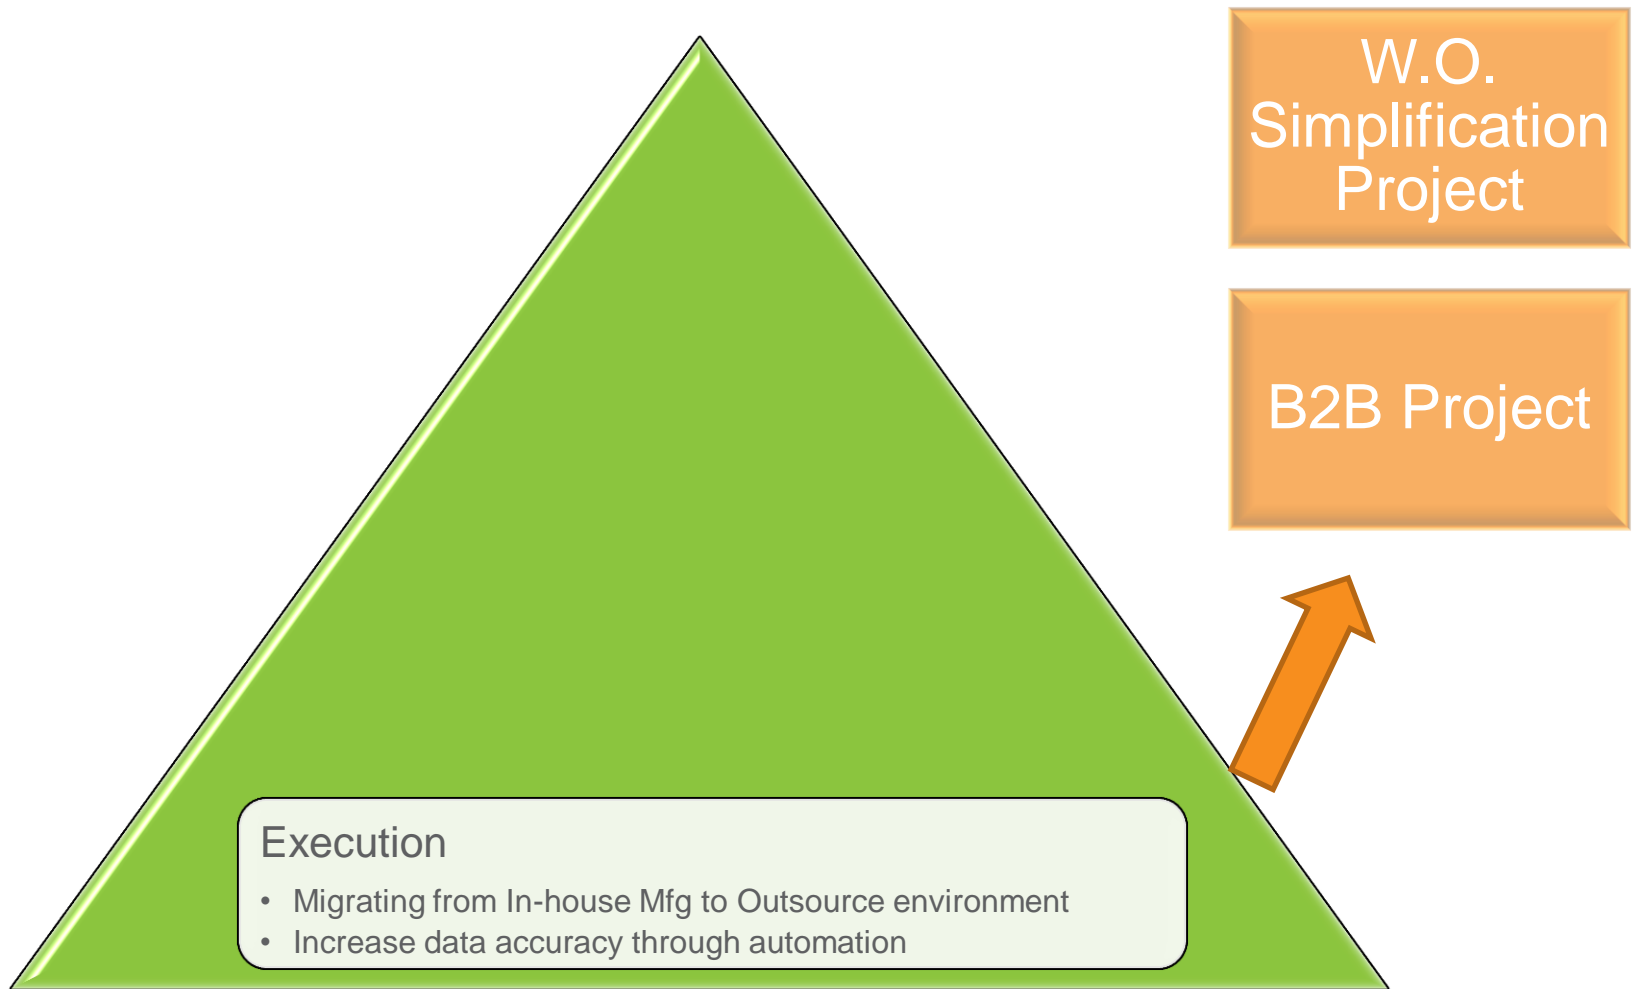 W.O.
Simplification
Project
B2B Project
Execution
• Migrating from In-house Mfg to Outsource environment
• Increase data accuracy through automation